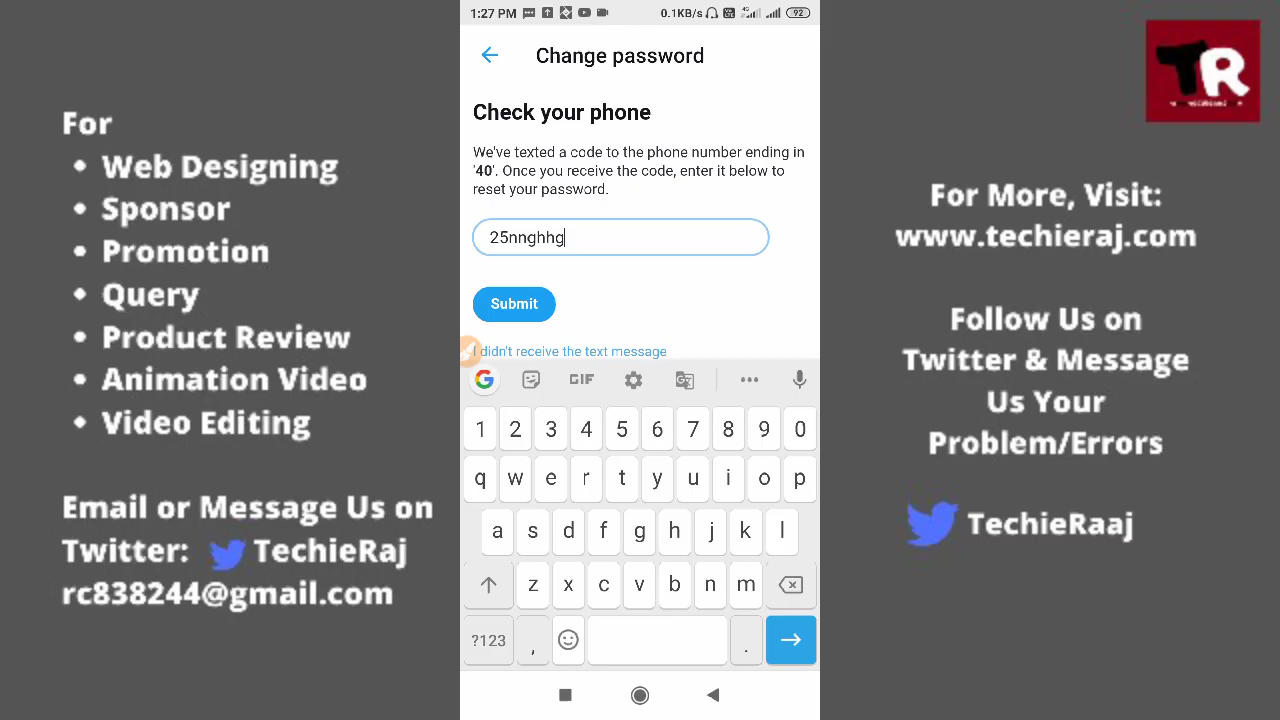 For
• Web Designing
• Sponsor
• Promotion
• Query
• Product Review
• Animation Video
• Video Editing
Email or Message Us on
Twitter: TechieRaj
rc838244@gmail.com
1:27 PM
0.1KB/s
4G
92
Change password
Check your phone
We've texted a code to the phone number ending in
'40'. Once you receive the code, enter it below to
reset your password.
25nnghhg
Submit
I didn't receive the text message
G GIF
1 2 3 4 5 6 7 8 9 0
q w e r t y u i o p
a s d f g h j k l
z x c v b n m
?123 , .
TR
For More, Visit:
www.techieraj.com
Follow Us on
Twitter & Message
Us Your
Problem/Errors
TechieRaaj